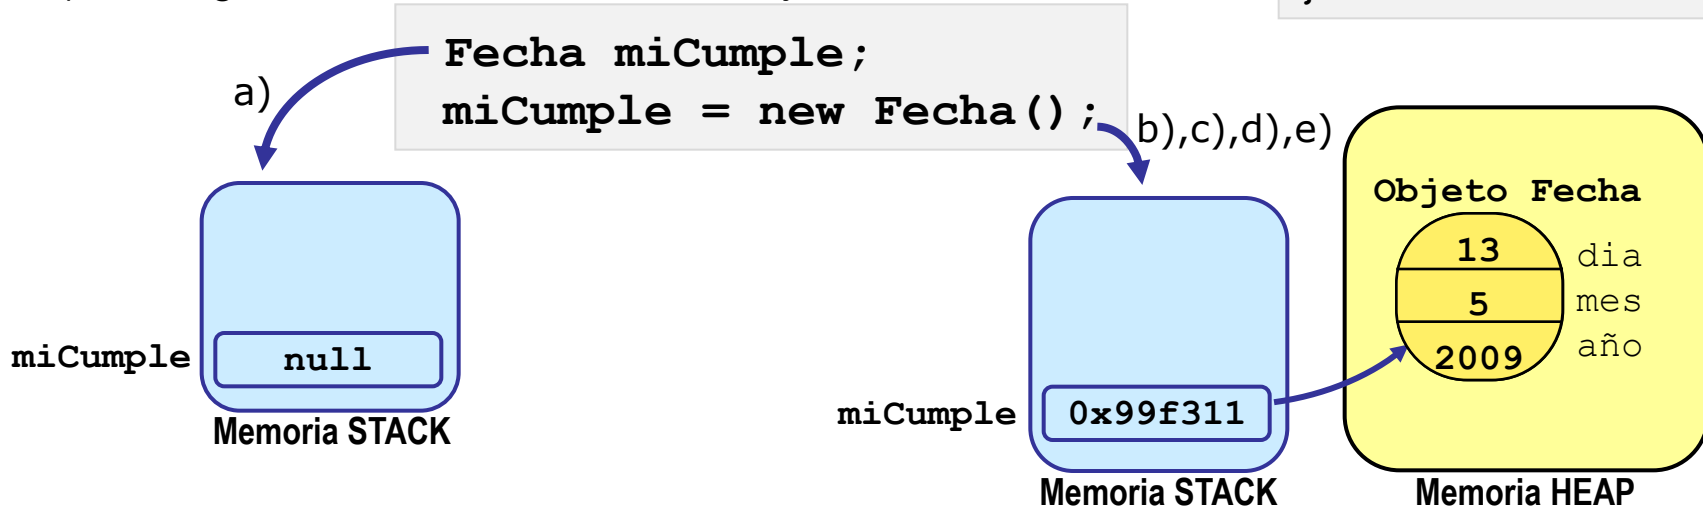 Fecha miCumple;
miCumple = new Fecha();
a)
b),c),d),e)
Objeto Fecha
13 dia
5 mes
2009 año
miCumple null
miCumple 0x99f311
Memoria STACK
Memoria STACK
Memoria HEAP